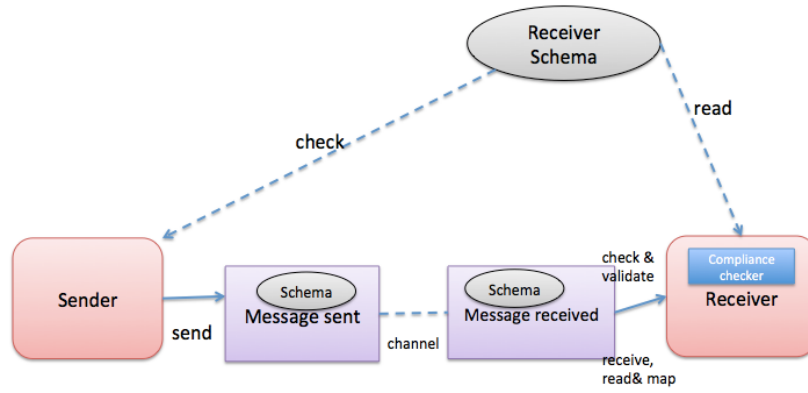 Receiver
Schema
check
read
Sender
send
Schema
Message sent
channel
Schema
Message received
check &
validate
receive,
read& map
Compliance
checker
Receiver